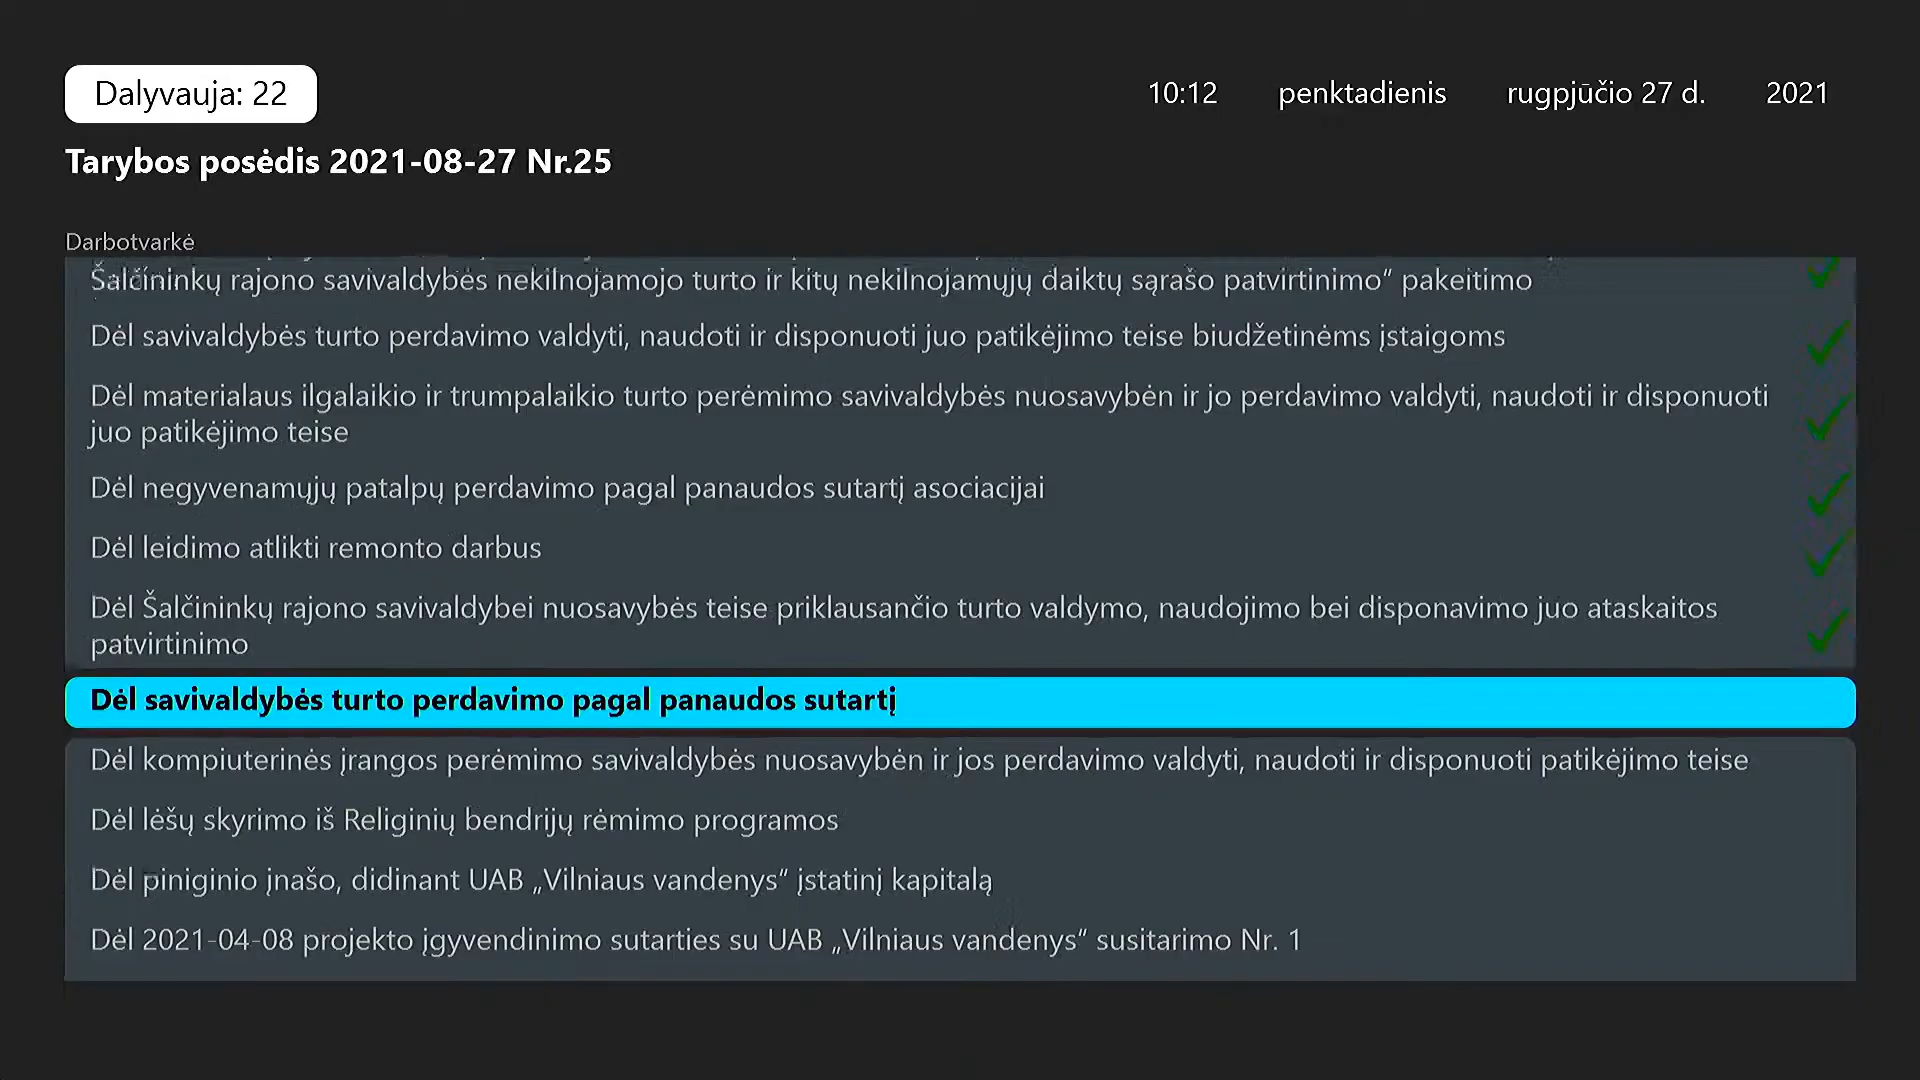 Dalyvauja: 22
10:12 penktadienis rugpjūčio 27 d. 2021
Tarybos posėdis 2021-08-27 Nr.25
Darbotvarkė
Šalčininkų rajono savivaldybės nekilnojamojo turto ir kitų nekilnojamųjų daiktų sąrašo patvirtinimo“ pakeitimo
Dėl savivaldybės turto perdavimo valdyti, naudoti ir disponuoti juo patikėjimo teise biudžetinėms įstaigoms
Dėl materialaus ilgalaikio ir trumpalaikio turto perėmimo savivaldybės nuosavybėn ir jo perdavimo valdyti, naudoti ir disponuoti
juo patikėjimo teise
Dėl negyvenamųjų patalpų perdavimo pagal panaudos sutartį asociacijai
Dėl leidimo atlikti remonto darbus
Dėl Šalčininkų rajono savivaldybei nuosavybės teise priklausančio turto valdymo, naudojimo bei disponavimo juo ataskaitos
patvirtinimo
Dėl savivaldybės turto perdavimo pagal panaudos sutartį
Dėl kompiuterinės įrangos perėmimo savivaldybės nuosavybėn ir jos perdavimo valdyti, naudoti ir disponuoti patikėjimo teise
Dėl lėšų skyrimo iš Religinių bendrijų rėmimo programos
Dėl piniginio įnašo, didinant UAB „Vilniaus vandenys“ įstatinį kapitalą
Dėl 2021-04-08 projekto įgyvendinimo sutarties su UAB „Vilniaus vandenys“ susitarimo Nr. 1